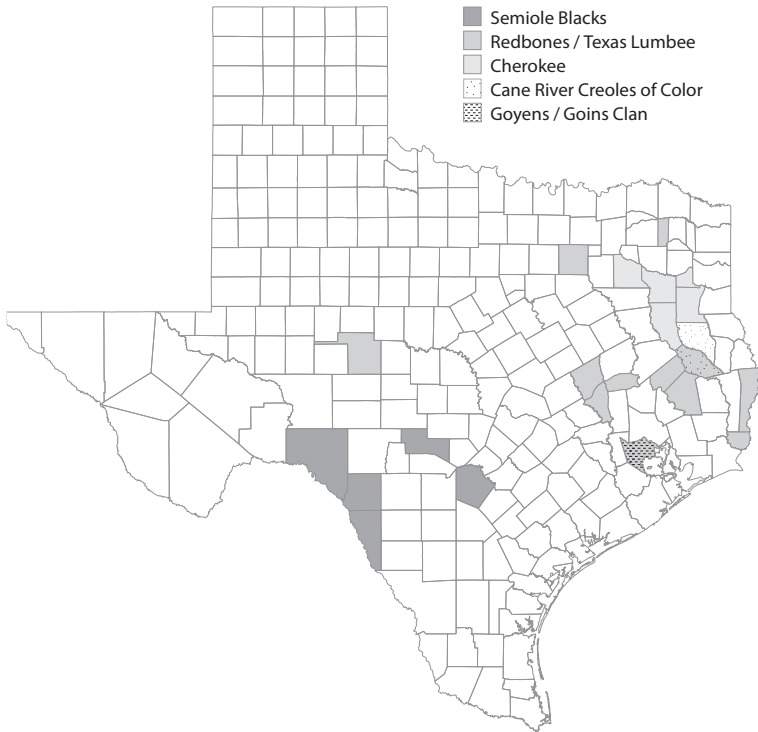 Semiole Blacks
Redbones / Texas Lumbee
Cherokee
Cane River Creoles of Color
Goyens / Goins Clan